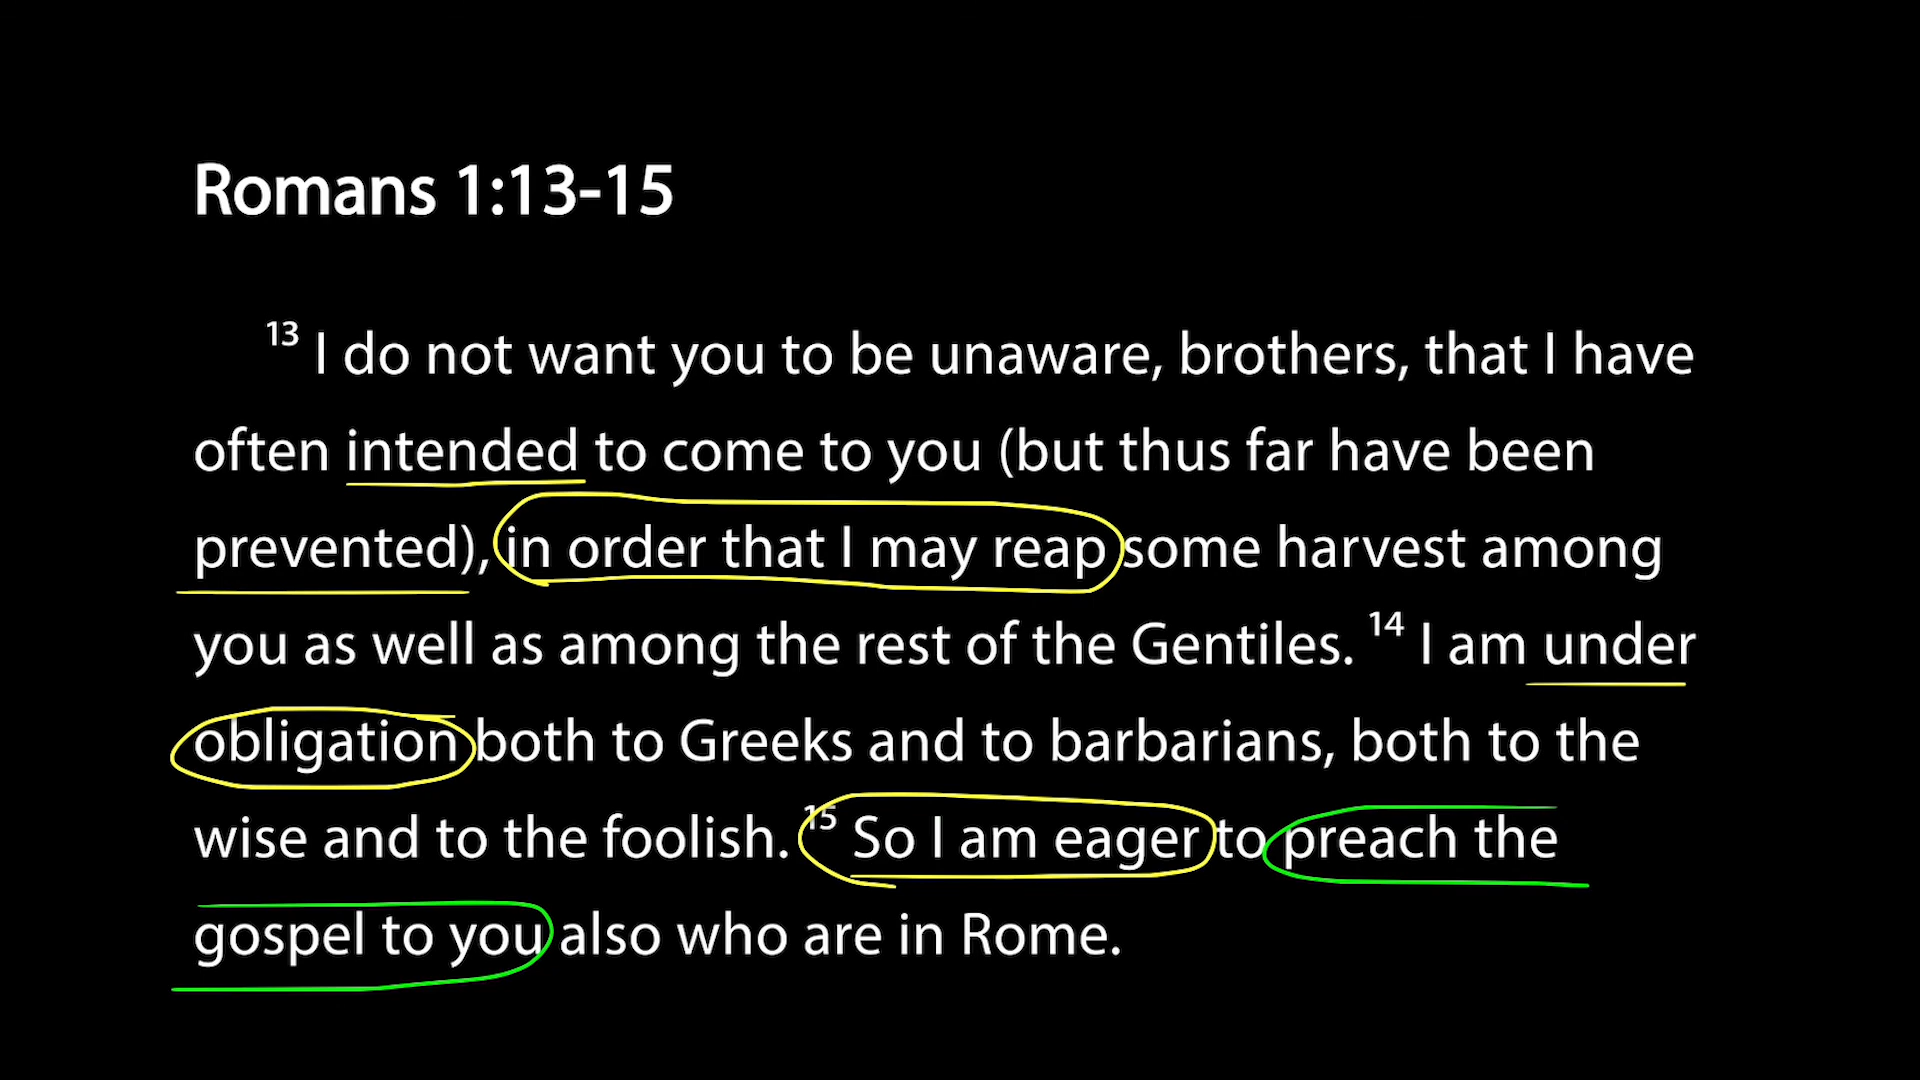 Romans 1:13-15
13 I do not want you to be unaware, brothers, that I have
often intended to come to you (but thus far have been
prevented), in order that I may reap some harvest among
you as well as among the rest of the Gentiles. 14 I am under
obligation both to Greeks and to barbarians, both to the
wise and to the foolish. 15 So I am eager to preach the
gospel to you also who are in Rome.